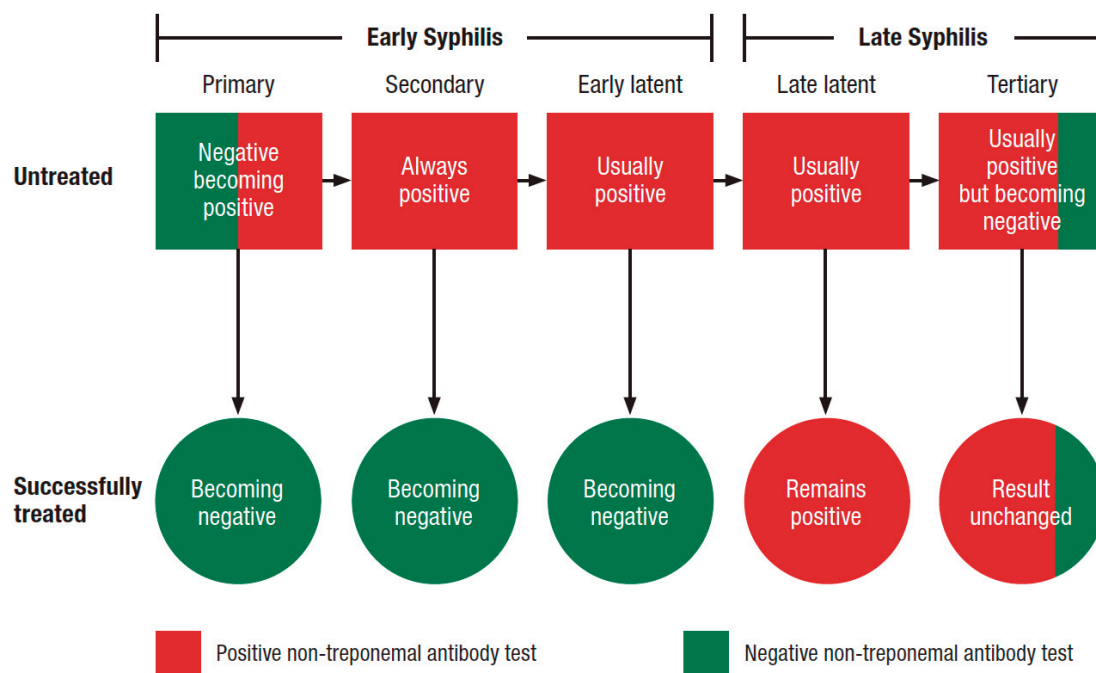 Early Syphilis
Late Syphilis
Primary
Secondary
Early latent
Late latent
Tertiary
Untreated
Negative
becoming
positive
Always
positive
Usually
positive
Usually
positive
Usually
positive
but becoming
negative
Successfully
treated
Becoming
negative
Becoming
negative
Becoming
negative
Remains
positive
Result
unchanged
Positive non-treponemal antibody test
Negative non-treponemal antibody test